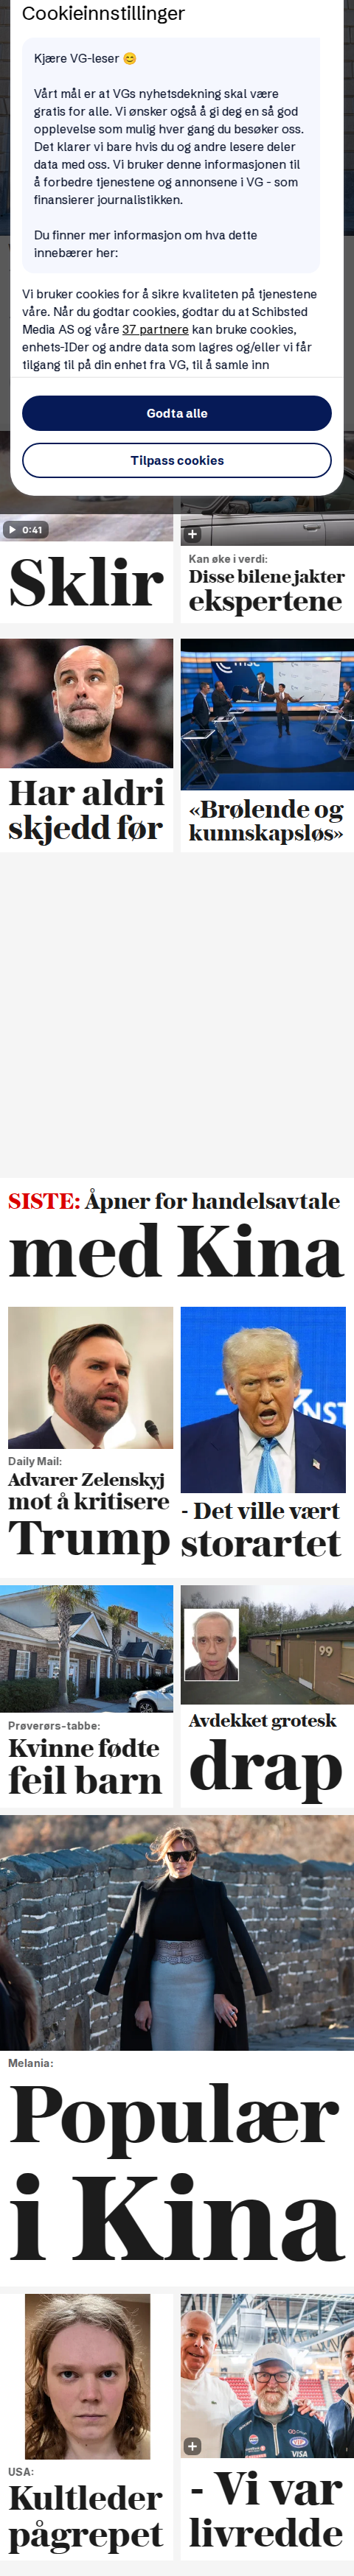 Cookieinnstillinger
Kjære VG-leser 😊
Vårt mål er at VGs nyhetsdekning skal være
gratis for alle. Vi ønsker også å gi deg en så god
opplevelse som mulig hver gang du besøker oss.
Det klarer vi bare hvis du og andre lesere deler
data med oss. Vi bruker denne informasjonen til
å forbedre tjenestene og annonsene i VG - som
finansierer journalistikken.
Du finner mer informasjon om hva dette
innebærer her:
Vi bruker cookies for å sikre kvaliteten på tjenestene
våre. Når du godtar cookies, godtar du at Schibsted
Media AS og våre 37 partnere kan bruke cookies,
enhets-IDer og andre data som lagres og/eller vi får
tilgang til på din enhet fra VG, til å samle inn
Godta alle
Tilpass cookies
0:41
Sklir
Kan øke i verdi:
Disse bilene jakter
ekspertene
Har aldri
skjedd før
«Brølende og
kunnskapsløs»
SISTE: Åpner for handelsavtale
med Kina
Daily Mail:
Advarer Zelenskyj
mot å kritisere
Trump
- Det ville vært
storartet
Prøverørs-tabbe:
Kvinne fødte
feil barn
99
Avdekket grotesk
drap
Melania:
Populær
i Kina
USA:
Kultleder
pågrepet
VISA
- Vi var
livredde